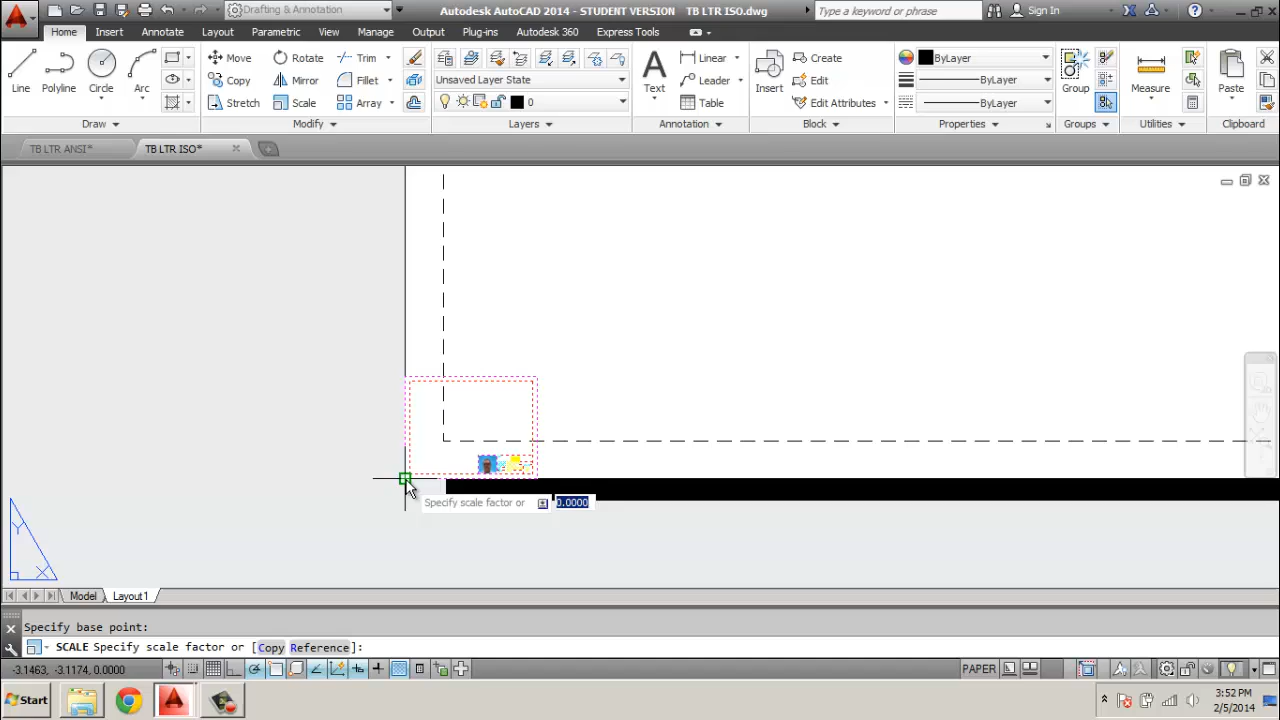 Drafting & Annotation
Autodesk AutoCAD 2014 - STUDENT VERSION TB LTR ISO.dwg
Type a keyword or phrase
Sign In
Home Insert Annotate Layout Parametric View Manage Output Plug-ins Autodesk 360 Express Tools
Move Rotate Trim Unsaved Layer State Linear Create ByLayer
Line Polyline Circle Arc Copy Mirror Fillet Text Leader Insert Edit ByLayer Group Measure Paste
Stretch Scale Array 0 Table Edit Attributes ByLayer
Draw Modify Layers Annotation Block Properties Groups Utilities Clipboard
TB LTR ANSI* TB LTR ISO*
Specify scale factor or 0.0000
Y
X
Model Layout1
Specify base point:
SCALE Specify scale factor or [Copy Reference]:
-3.1463, -3.1174, 0.0000 PAPER
Start 3:52 PM
2/5/2014